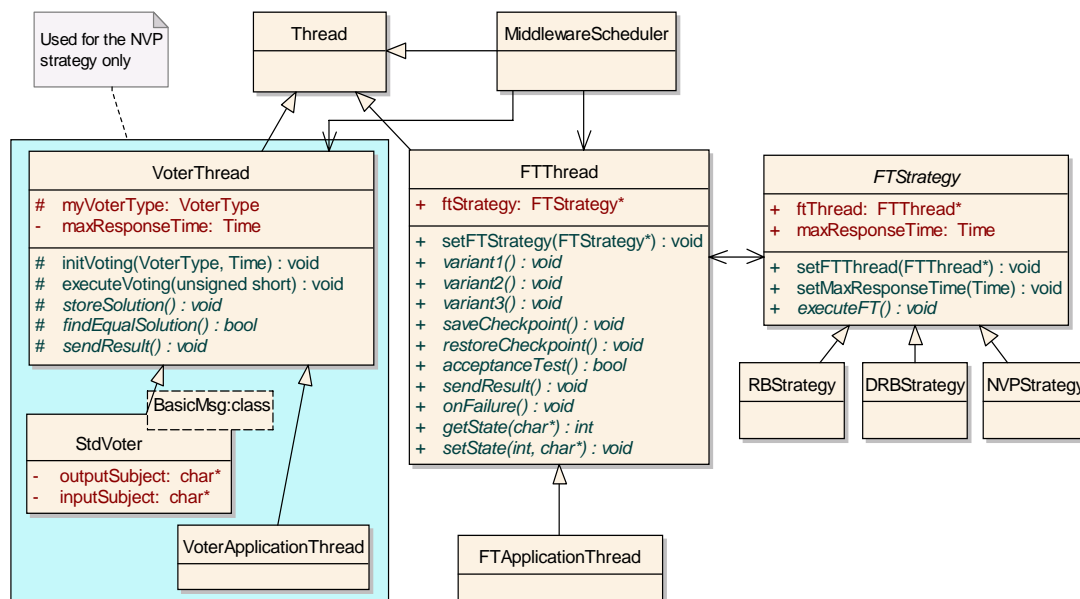 Used for the NVP
strategy only
Thread
MiddlewareScheduler
VoterThread
# myVoterType: VoterType
- maxResponseTime: Time
# initVoting(VoterType, Time) : void
# executeVoting(unsigned short) : void
# storeSolution() : void
# findEqualSolution() : bool
# sendResult() : void
BasicMsg:class
StdVoter
- outputSubject: char*
- inputSubject: char*
VoterApplicationThread
FTThread
+ ftStrategy: FTStrategy*
+ setFTStrategy(FTStrategy*) : void
+ variant1() : void
+ variant2() : void
+ variant3() : void
+ saveCheckpoint() : void
+ restoreCheckpoint() : void
+ acceptanceTest() : bool
+ sendResult() : void
+ onFailure() : void
+ getState(char*) : int
+ setState(int, char*) : void
FTApplicationThread
FTStrategy
+ ftThread: FTThread*
+ maxResponseTime: Time
+ setFTThread(FTThread*) : void
+ setMaxResponseTime(Time) : void
+ executeFT() : void
RBStrategy
DRBStrategy
NVPStrategy